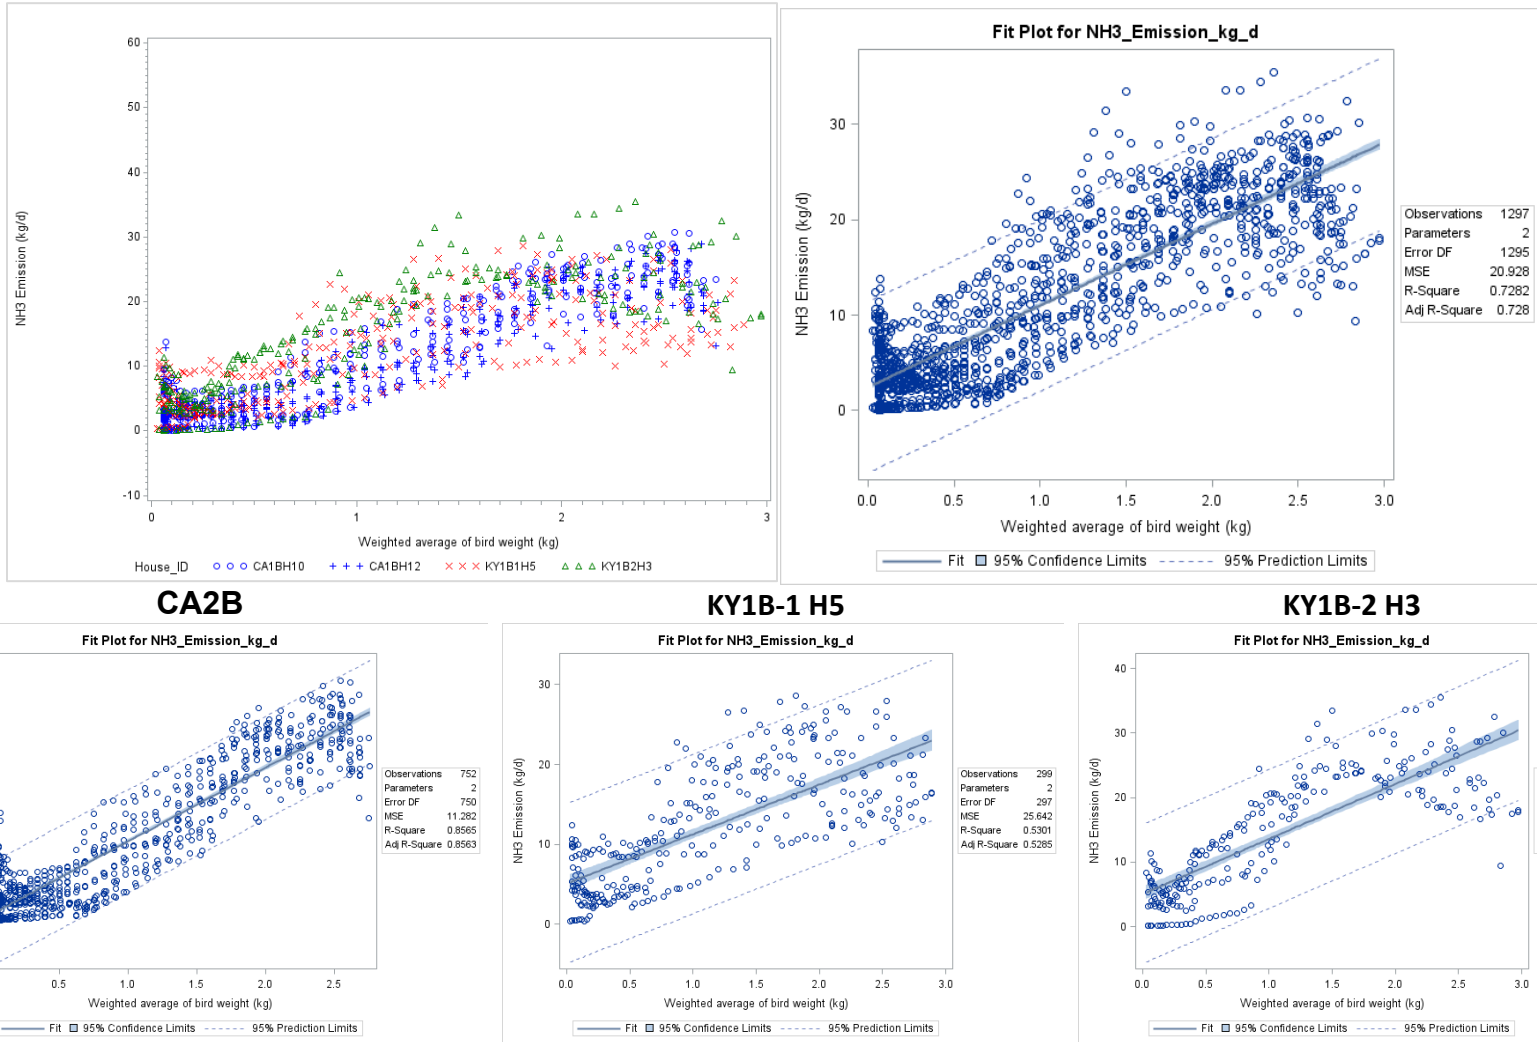 60
50
40
30
20
10
0
-10
NH3 Emission (kg/d)
0 1 2 3
Weighted average of bird weight (kg)
House_ID CA1BH10 CA1BH12 KY1B1H5 KY1B2H3
Fit Plot for NH3_Emission_kg_d
30
20
10
0
NH3 Emission (kg/d)
0.0 0.5 1.0 1.5 2.0 2.5 3.0
Weighted average of bird weight (kg)
Fit 95% Confidence Limits 95% Prediction Limits
Observations 1297
Parameters 2
Error DF 1295
MSE 20.928
R-Square 0.7282
Adj R-Square 0.728
CA2B
Fit Plot for NH3_Emission_kg_d
0.5 1.0 1.5 2.0 2.5
Weighted average of bird weight (kg)
Fit 95% Confidence Limits 95% Prediction Limits
Observations 752
Parameters 2
Error DF 750
MSE 11.282
R-Square 0.8565
Adj R-Square 0.8563
KY1B-1 H5
Fit Plot for NH3_Emission_kg_d
30
20
10
0
NH3 Emission (kg/d)
0.0 0.5 1.0 1.5 2.0 2.5 3.0
Weighted average of bird weight (kg)
Fit 95% Confidence Limits 95% Prediction Limits
Observations 299
Parameters 2
Error DF 297
MSE 25.642
R-Square 0.5301
Adj R-Square 0.5285
KY1B-2 H3
Fit Plot for NH3_Emission_kg_d
40
30
20
10
0
NH3 Emission (kg/d)
0.0 0.5 1.0 1.5 2.0 2.5 3.0
Weighted average of bird weight (kg)
Fit 95% Confidence Limits 95% Prediction Limits